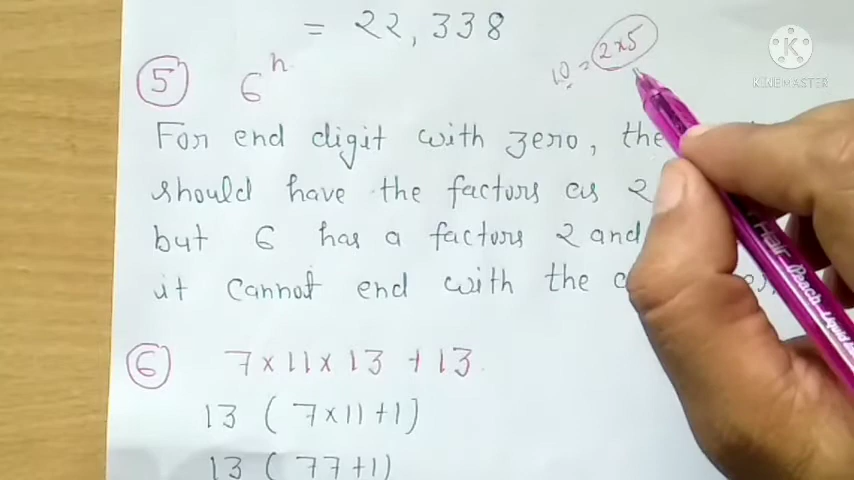 = 22,338
10 = 2×5
K
KINEMASTER
5 6^n
For end digit with zero, the
should have the factors as 2
but 6 has a factors 2 and
it cannot end with the
6 7×11×13 +13
13 ( 7×11+1)
13 ( 77+1)